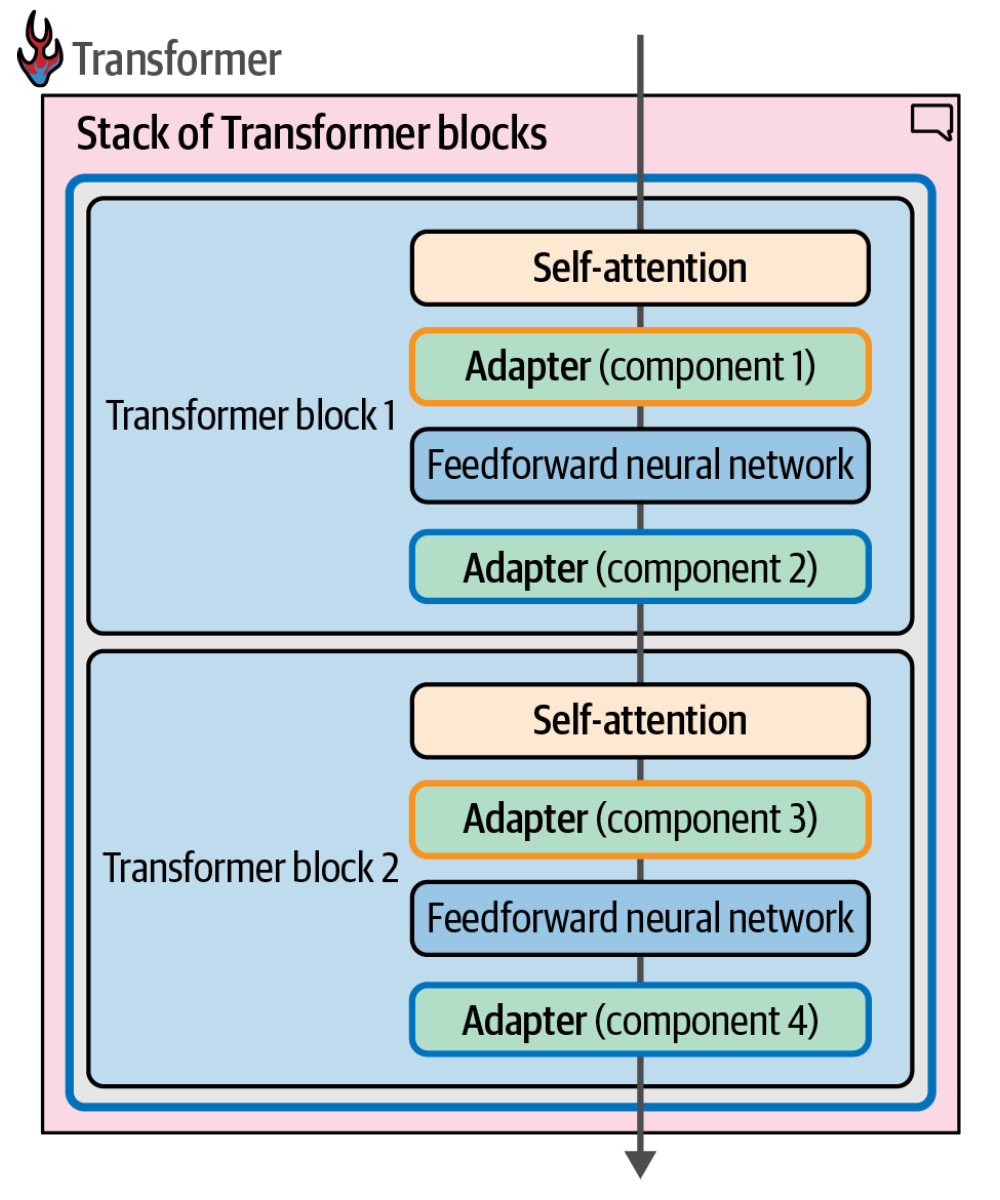 Transformer
Stack of Transformer blocks
Transformer block 1
Self-attention
Adapter (component 1)
Feedforward neural network
Adapter (component 2)
Transformer block 2
Self-attention
Adapter (component 3)
Feedforward neural network
Adapter (component 4)